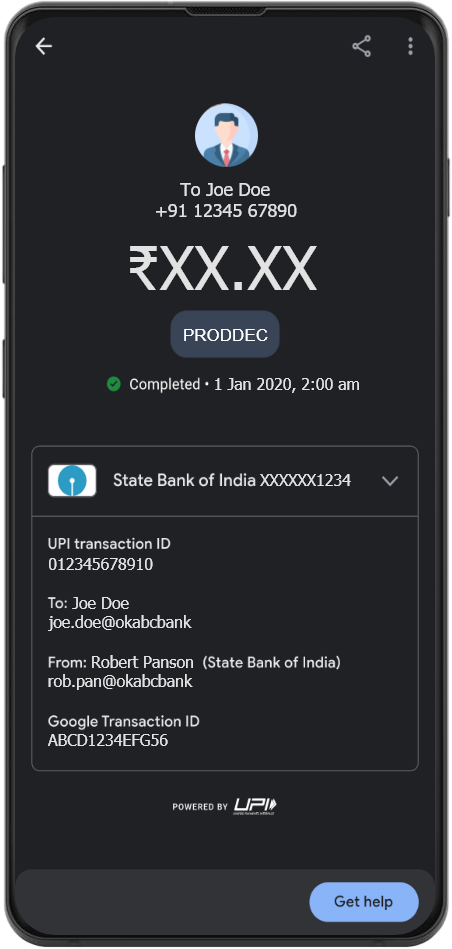 To Joe Doe
+91 12345 67890
₹XX.XX
PRODDEC
Completed • 1 Jan 2020, 2:00 am
State Bank of India XXXXXX1234
UPI transaction ID
012345678910
To: Joe Doe
joe.doe@okabcbank
From: Robert Panson (State Bank of India)
rob.pan@okabcbank
Google Transaction ID
ABCD1234EFG56
POWERED BY UPI
Get help